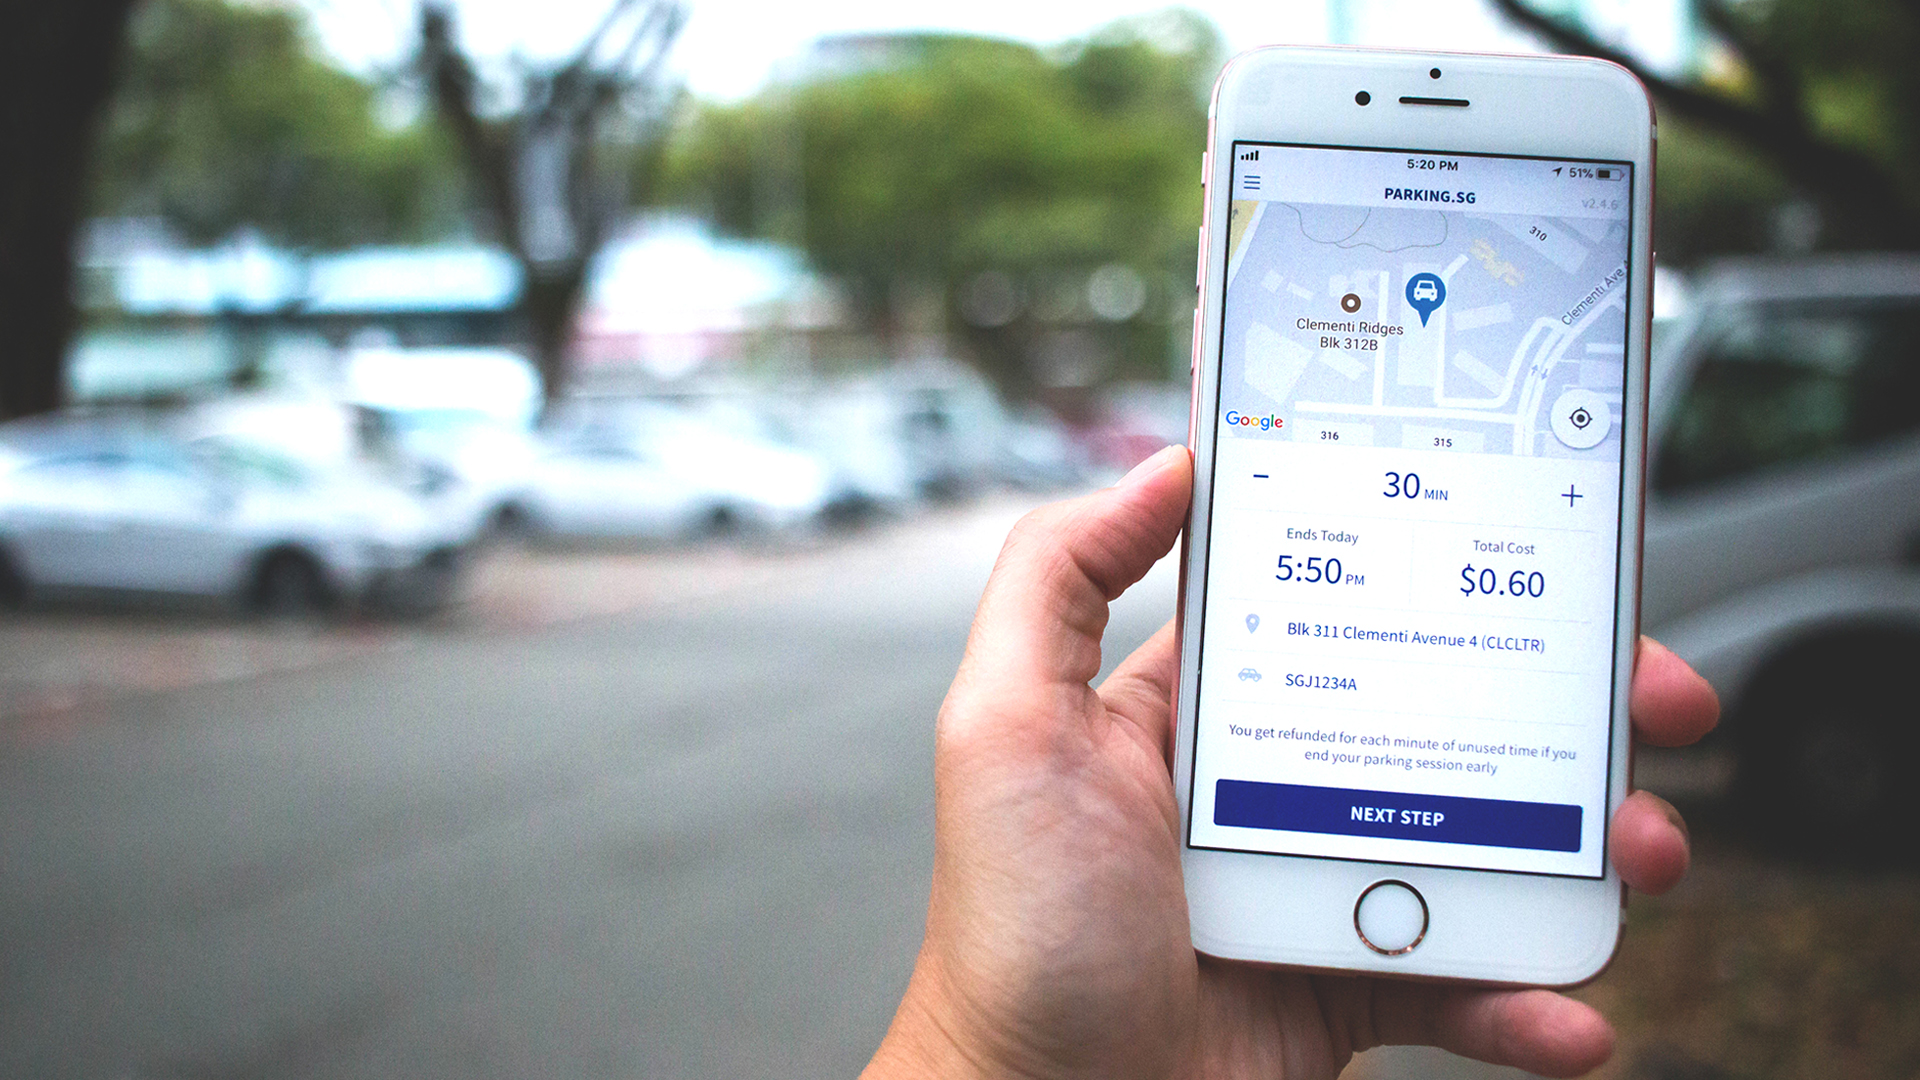 5:20 PM
51%
PARKING.SG
v2.4.6
310
Clementi Ave
Clementi Ridges
Blk 312B
Google
316
315
− 30 MIN +
Ends Today
5:50 PM
Total Cost
$0.60
Blk 311 Clementi Avenue 4 (CLCLTR)
SGJ1234A
You get refunded for each minute of unused time if you
end your parking session early
NEXT STEP